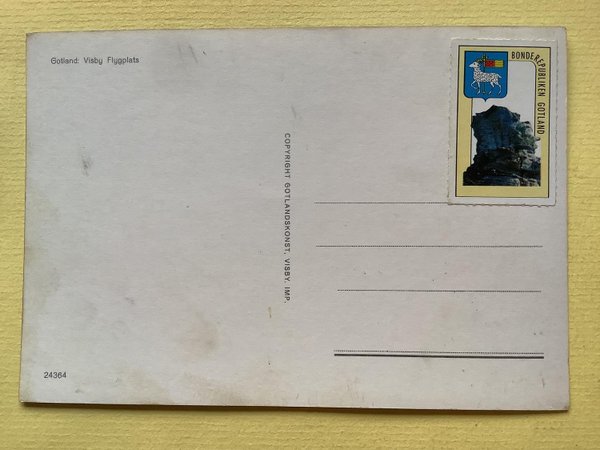 Gotland: Visby Flygplats
BONDEREPUBLIKEN GOTLAND
COPYRIGHT GOTLANDSKONST, VISBY. IMP.
24364